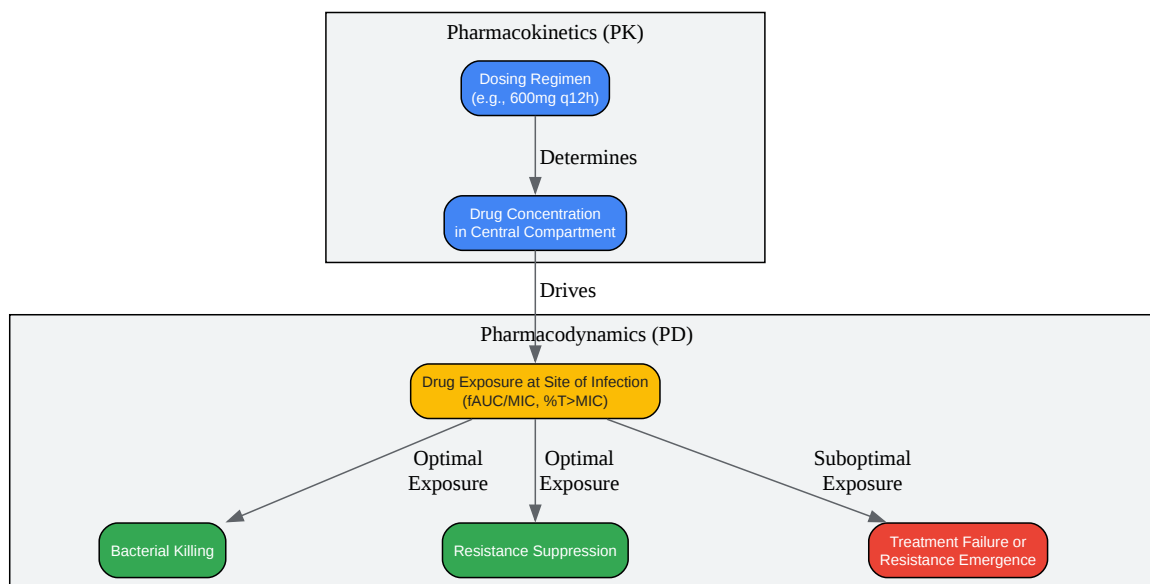 Pharmacokinetics (PK)
Dosing Regimen
(e.g., 600mg q12h)
Determines
Drug Concentration
in Central Compartment
Drives
Pharmacodynamics (PD)
Drug Exposure at Site of Infection
(fAUC/MIC, %T>MIC)
Optimal
Exposure
Optimal
Exposure
Suboptimal
Exposure
Bacterial Killing
Resistance Suppression
Treatment Failure or
Resistance Emergence